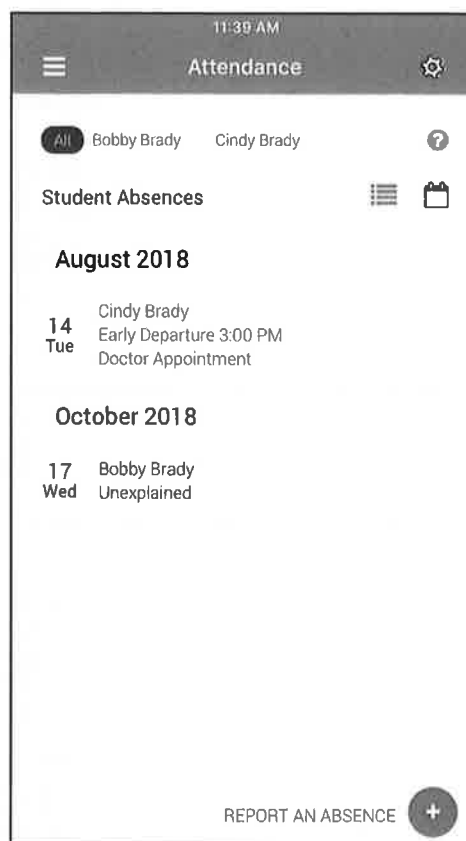 11:39 AM
Attendance
All Bobby Brady Cindy Brady ?
Student Absences
August 2018
14 Cindy Brady
Tue Early Departure 3:00 PM
Doctor Appointment
October 2018
17 Bobby Brady
Wed Unexplained
REPORT AN ABSENCE +